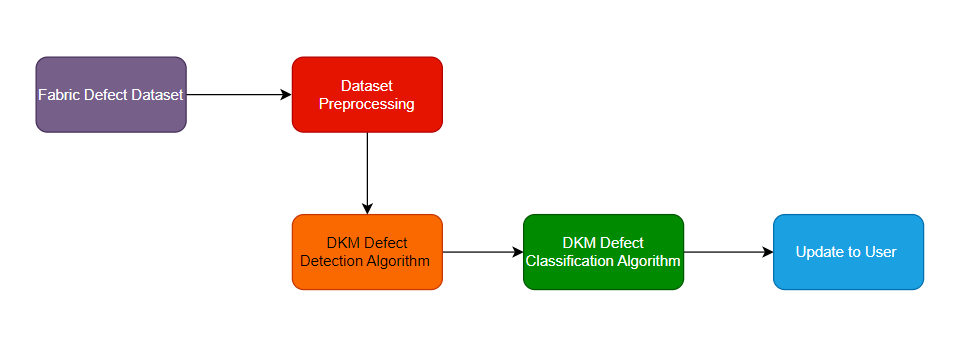 Fabric Defect Dataset
Dataset
Preprocessing
DKM Defect
Detection Algorithm
DKM Defect
Classification Algorithm
Update to User